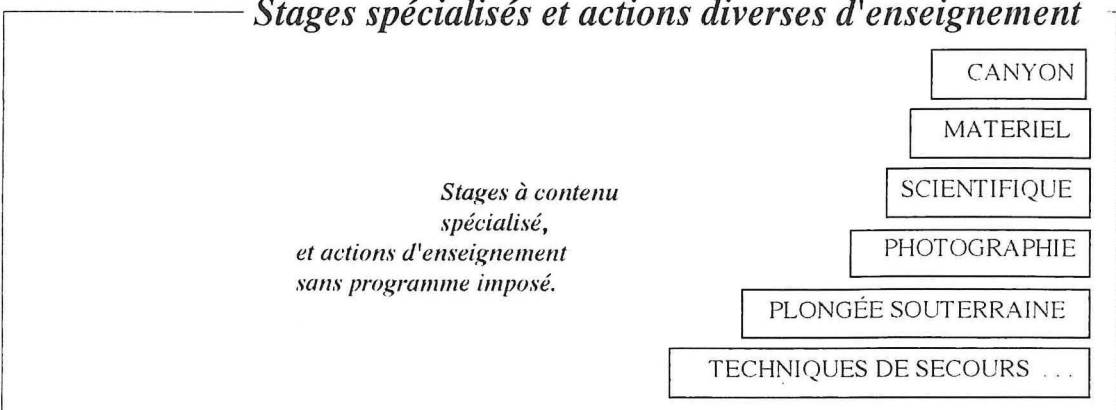 Stages spécialisés et actions diverses d'enseignement
CANYON
MATERIEL
SCIENTIFIQUE
PHOTOGRAPHIE
PLONGÉE SOUTERRAINE
TECHNIQUES DE SECOURS ...
Stages à contenu
spécialisé,
et actions d'enseignement
sans programme imposé.